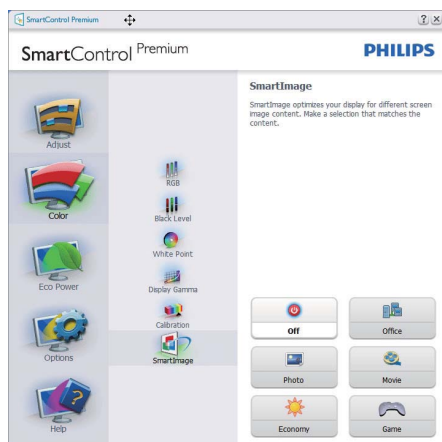 SmartControl Premium
? X
SmartControl Premium
PHILIPS
Adjust
Color
Eco Power
Options
Help
RGB
Black Level
White Point
Display Gamma
Calibration
SmartImage
SmartImage
SmartImage optimizes your display for different screen
image content. Make a selection that matches the
content.
Off
Office
Photo
Movie
Economy
Game